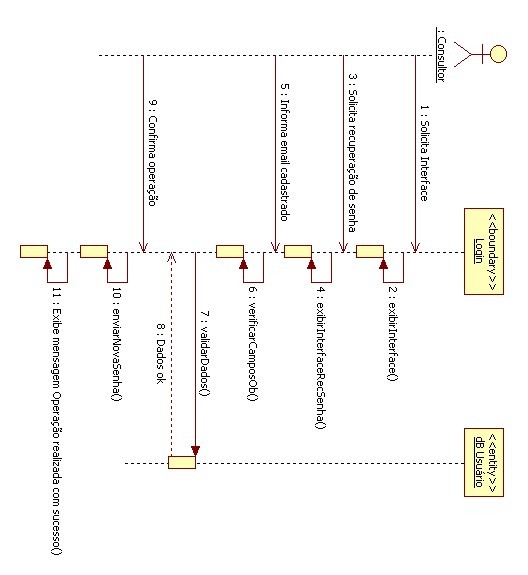 : Consultor
<<boundary>>
Login
<<entity>>
dB Usuário
1 : Solicita Interface
2 : exibirInterface()
3 : Solicita recuperação de senha
4 : exibirInterfaceRecSenha()
5 : Informa email cadastrado
6 : verificarCamposOb()
7 : validarDados()
8 : Dados ok
9 : Confirma operação
10 : enviarNovaSenha()
11 : Exibe mensagem Operação realizada com sucesso()